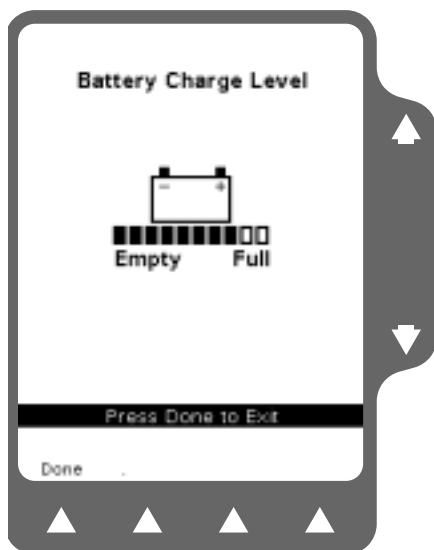 Battery Charge Level
- +
Empty Full
Press Done to Exit
Done .